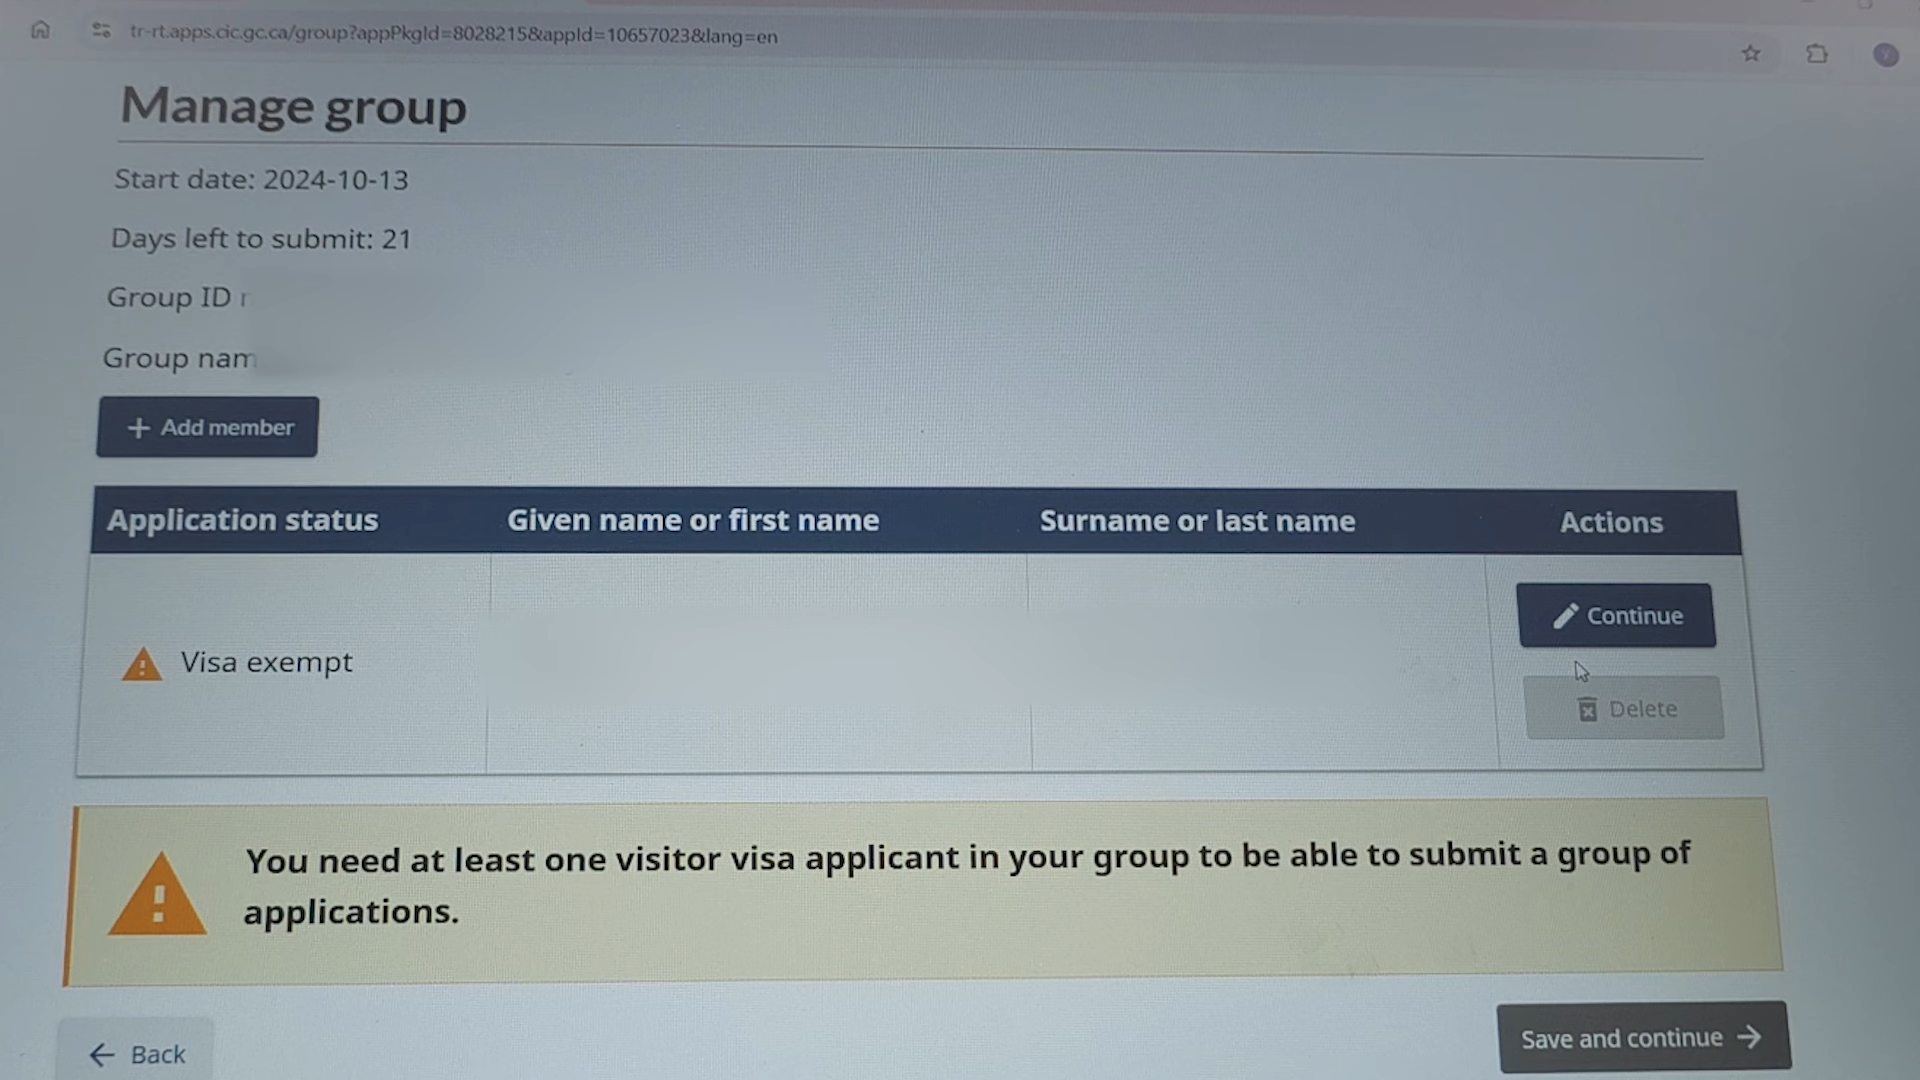 tr-rt.apps.cic.gc.ca/group?appPkgId=8028215&appId=10657023&lang=en
Manage group
Start date: 2024-10-13
Days left to submit: 21
Group ID
Group nam
+ Add member
Application status Given name or first name Surname or last name Actions
Continue
Visa exempt
Delete
You need at least one visitor visa applicant in your group to be able to submit a group of
applications.
← Back
Save and continue →